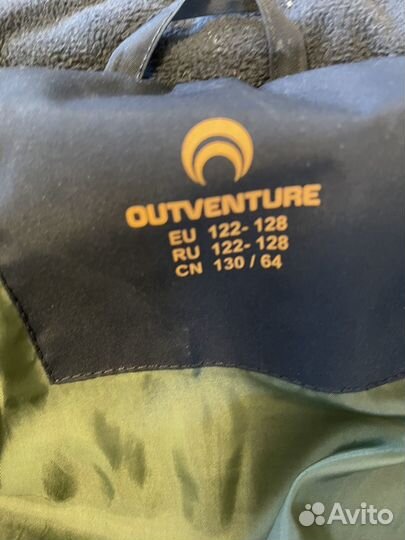 OUTVENTURE
EU 122-128
RU 122-128
CN 130 / 64
Avito